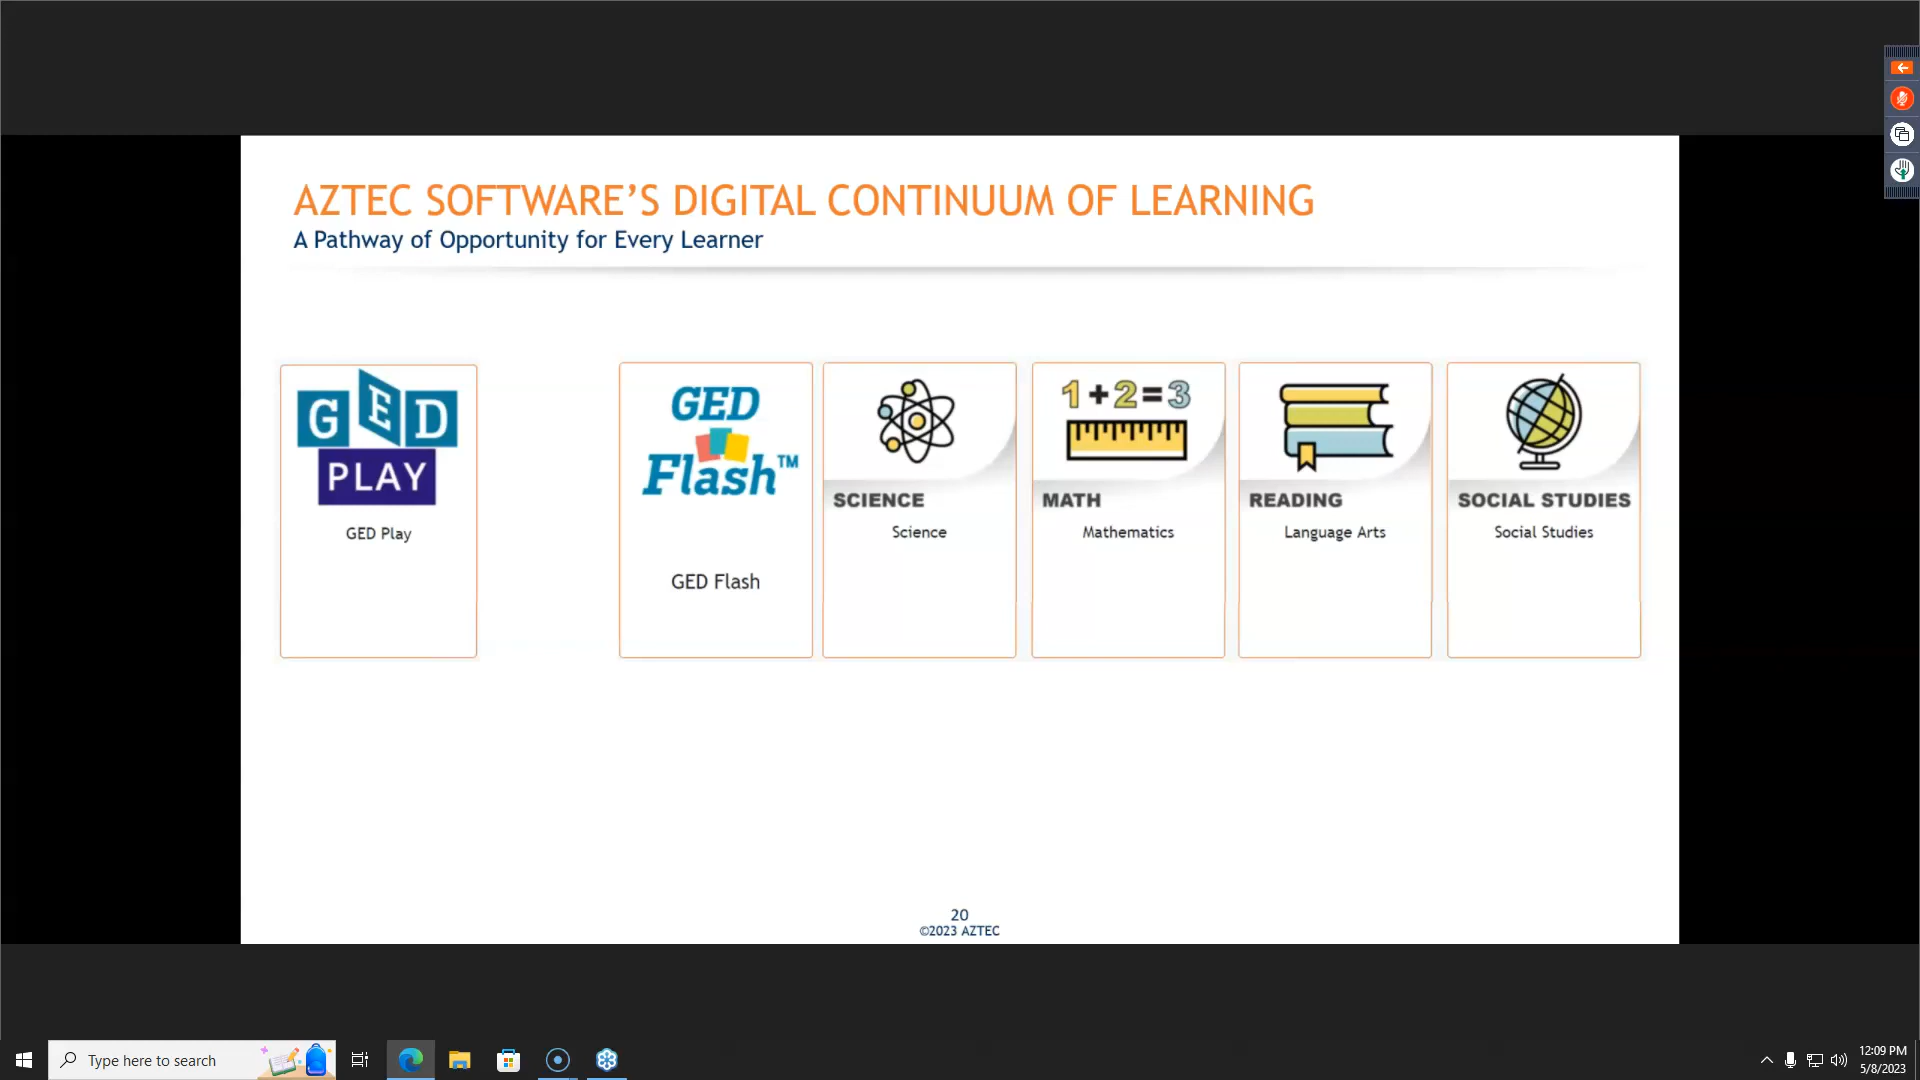 AZTEC SOFTWARE’S DIGITAL CONTINUUM OF LEARNING
A Pathway of Opportunity for Every Learner
GED
PLAY
GED Play
GED
Flash™
GED Flash
SCIENCE
Science
1+2=3
MATH
Mathematics
READING
Language Arts
SOCIAL STUDIES
Social Studies
20
©2023 AZTEC
Type here to search
12:09 PM
5/8/2023